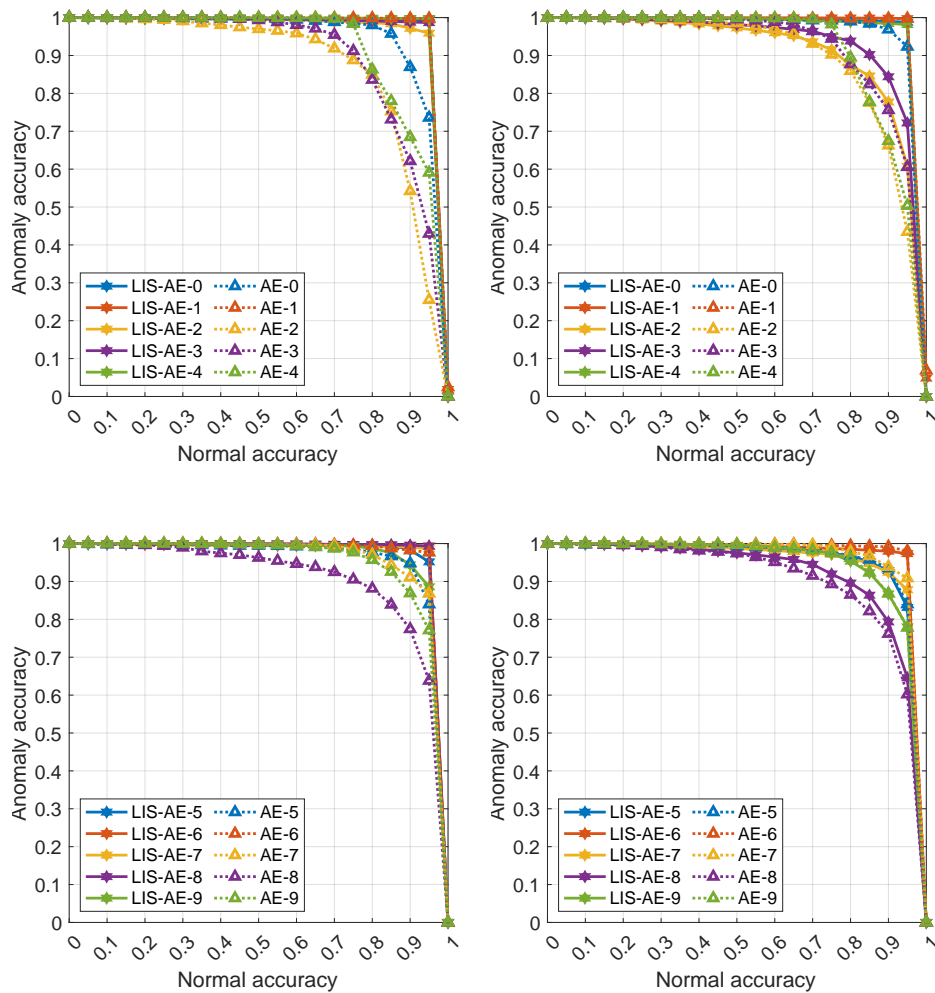 1
0.9
0.8
0.7
0.6
0.5
0.4
0.3
0.2
0.1
0
Anomaly accuracy
LIS-AE-0 AE-0
LIS-AE-1 AE-1
LIS-AE-2 AE-2
LIS-AE-3 AE-3
LIS-AE-4 AE-4
0 0.1 0.2 0.3 0.4 0.5 0.6 0.7 0.8 0.9 1
Normal accuracy
1
0.9
0.8
0.7
0.6
0.5
0.4
0.3
0.2
0.1
0
Anomaly accuracy
LIS-AE-0 AE-0
LIS-AE-1 AE-1
LIS-AE-2 AE-2
LIS-AE-3 AE-3
LIS-AE-4 AE-4
0 0.1 0.2 0.3 0.4 0.5 0.6 0.7 0.8 0.9 1
Normal accuracy
1
0.9
0.8
0.7
0.6
0.5
0.4
0.3
0.2
0.1
0
Anomaly accuracy
LIS-AE-5 AE-5
LIS-AE-6 AE-6
LIS-AE-7 AE-7
LIS-AE-8 AE-8
LIS-AE-9 AE-9
0 0.1 0.2 0.3 0.4 0.5 0.6 0.7 0.8 0.9 1
Normal accuracy
1
0.9
0.8
0.7
0.6
0.5
0.4
0.3
0.2
0.1
0
Anomaly accuracy
LIS-AE-5 AE-5
LIS-AE-6 AE-6
LIS-AE-7 AE-7
LIS-AE-8 AE-8
LIS-AE-9 AE-9
0 0.1 0.2 0.3 0.4 0.5 0.6 0.7 0.8 0.9 1
Normal accuracy